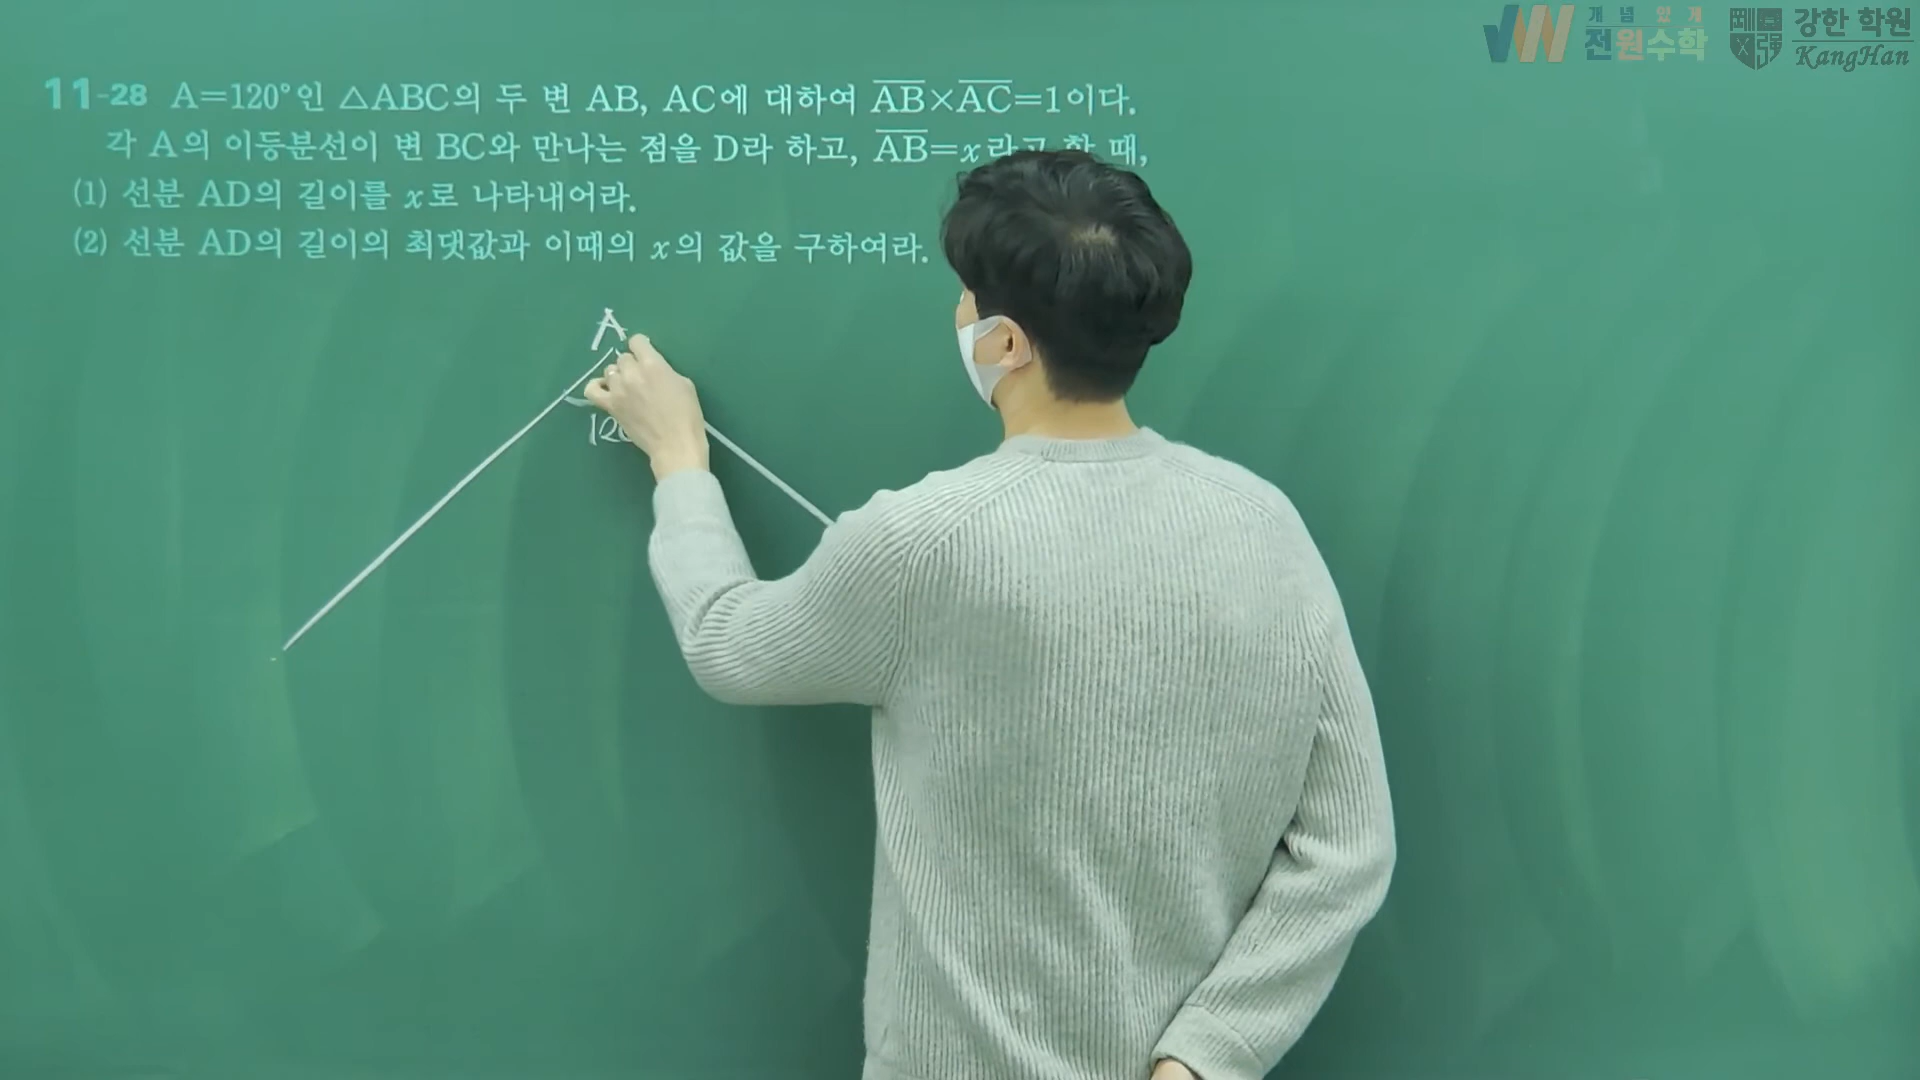 개념있게
전원수학
강한 학원
KangHan
11-28 A=120°인 △ABC의 두 변 AB, AC에 대하여 AB×AC=1이다.
각 A의 이등분선이 변 BC와 만나는 점을 D라 하고, AB=x라고 할 때,
(1) 선분 AD의 길이를 x로 나타내어라.
(2) 선분 AD의 길이의 최댓값과 이때의 x의 값을 구하여라.
A